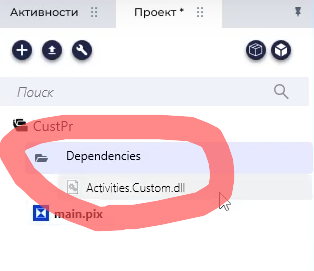 Активности
Проект *
Поиск
CustPr
Dependencies
Activities.Custom.dll
main.pix